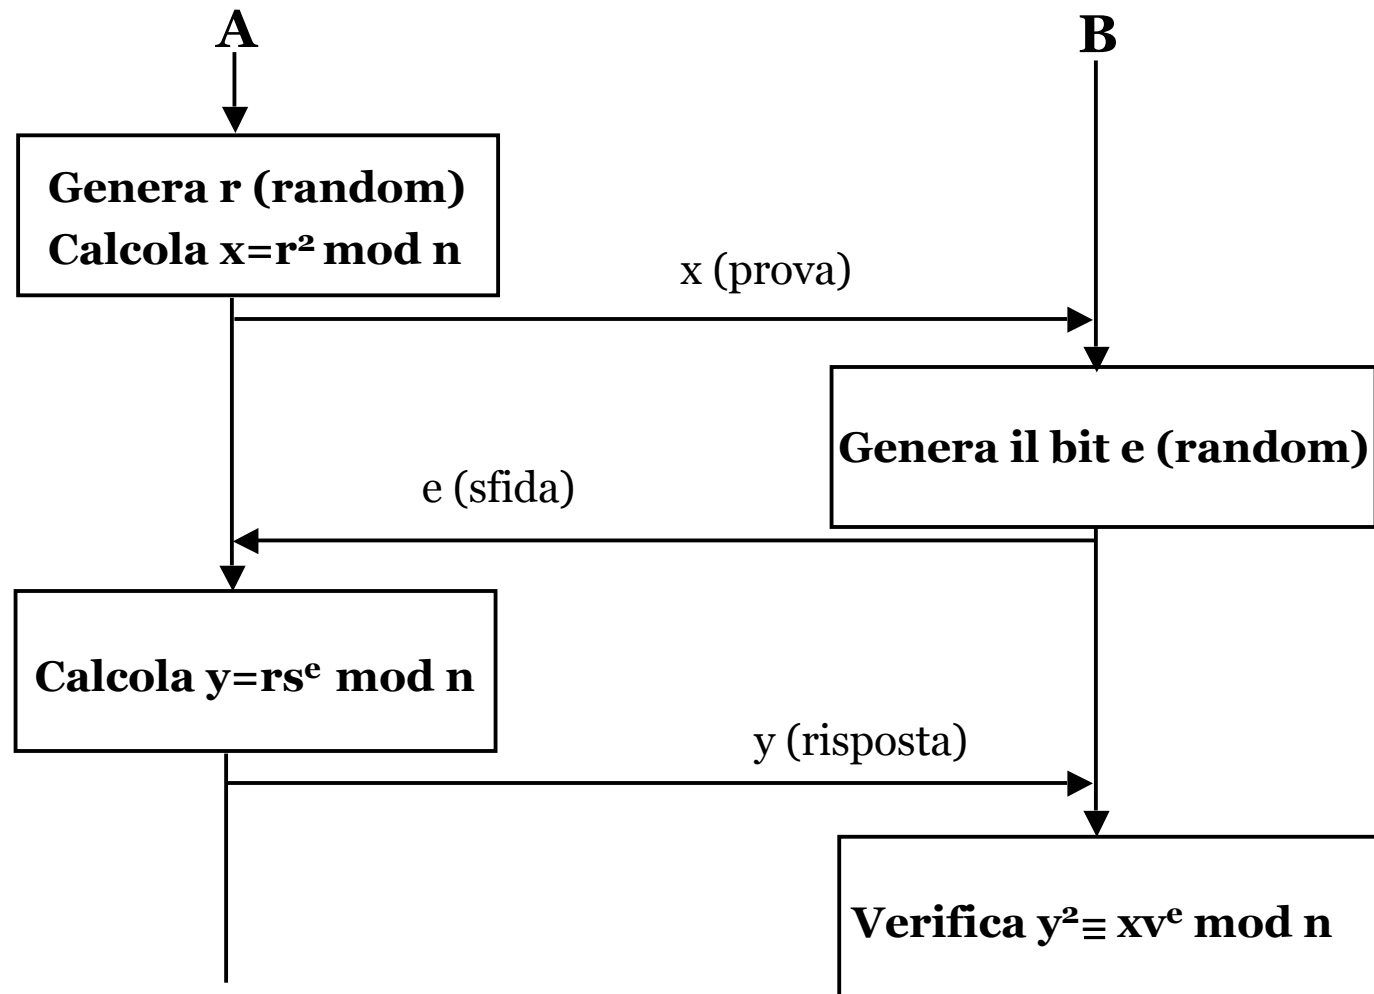 A
B
Genera r (random)
Calcola x=r² mod n
x (prova)
Genera il bit e (random)
e (sfida)
Calcola y=rsᵉ mod n
y (risposta)
Verifica y²≡ xvᵉ mod n